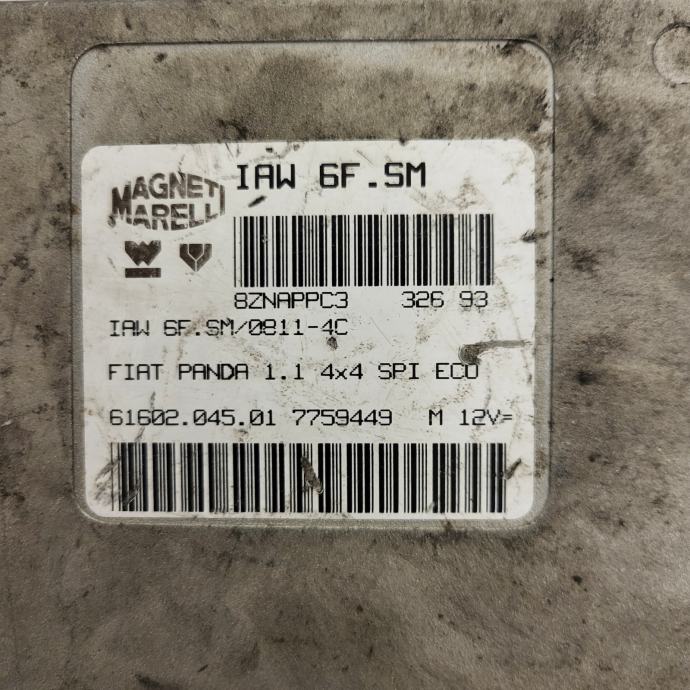 MAGNETI
MARELLI
IAW 6F.SM
8ZNAPPC3 326 93
IAW 6F.SM/0811-4C
FIAT PANDA 1.1 4x4 SPI ECO
61602.045.01 7759449 M 12V=